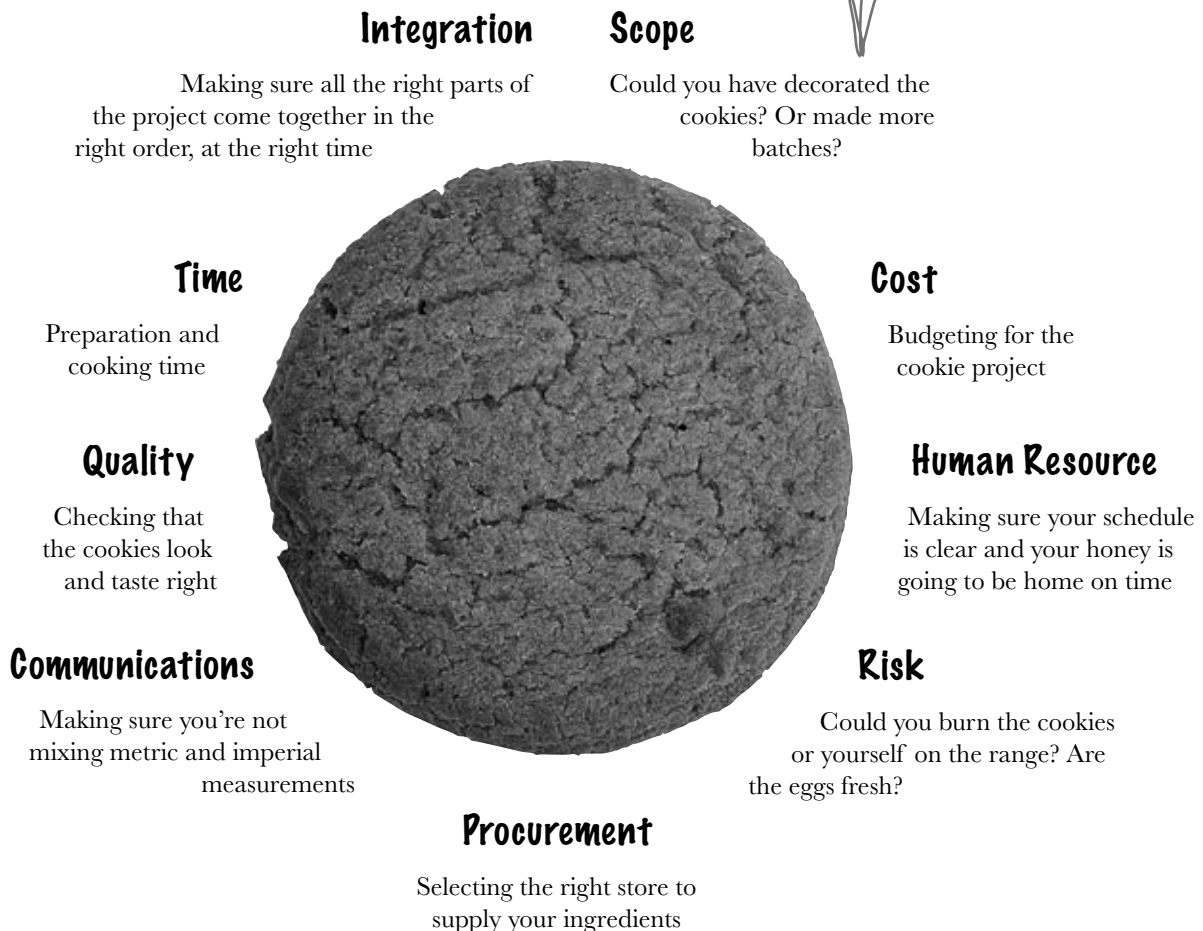 Integration
Making sure all the right parts of
the project come together in the
right order, at the right time
Scope
Could you have decorated the
cookies? Or made more
batches?
Time
Preparation and
cooking time
Cost
Budgeting for the
cookie project
Quality
Checking that
the cookies look
and taste right
Human Resource
Making sure your schedule
is clear and your honey is
going to be home on time
Communications
Making sure you’re not
mixing metric and imperial
measurements
Risk
Could you burn the cookies
or yourself on the range? Are
the eggs fresh?
Procurement
Selecting the right store to
supply your ingredients